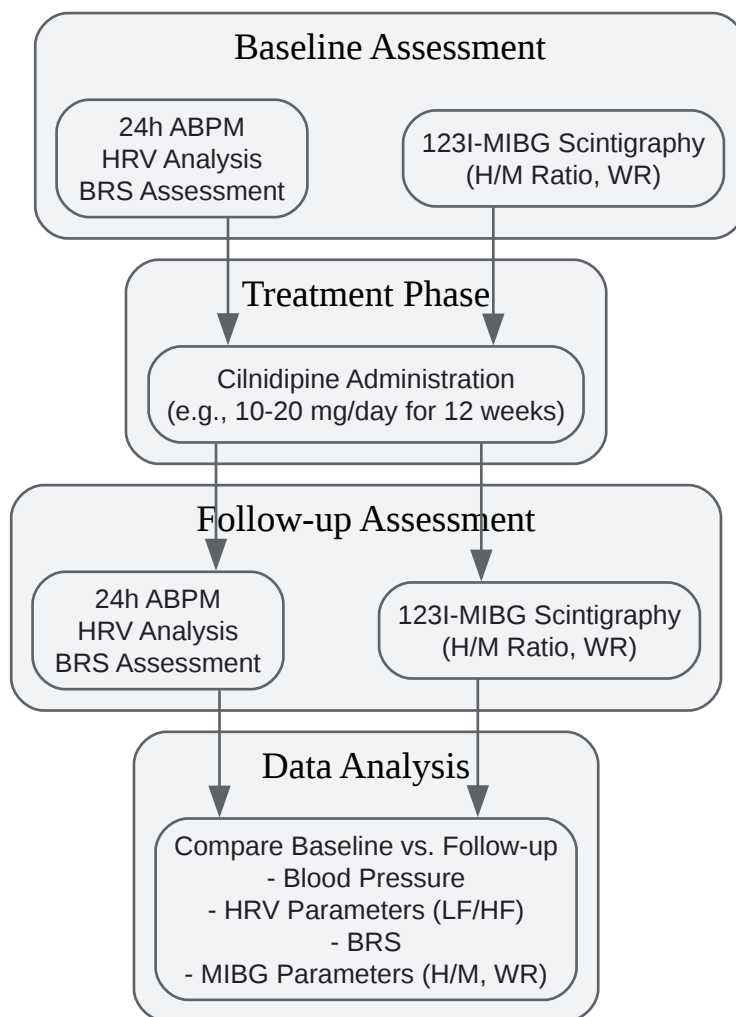 Baseline Assessment
24h ABPM
HRV Analysis
BRS Assessment
123I-MIBG Scintigraphy
(H/M Ratio, WR)
Treatment Phase
Cilnidipine Administration
(e.g., 10-20 mg/day for 12 weeks)
Follow-up Assessment
24h ABPM
HRV Analysis
BRS Assessment
123I-MIBG Scintigraphy
(H/M Ratio, WR)
Data Analysis
Compare Baseline vs. Follow-up
- Blood Pressure
- HRV Parameters (LF/HF)
- BRS
- MIBG Parameters (H/M, WR)